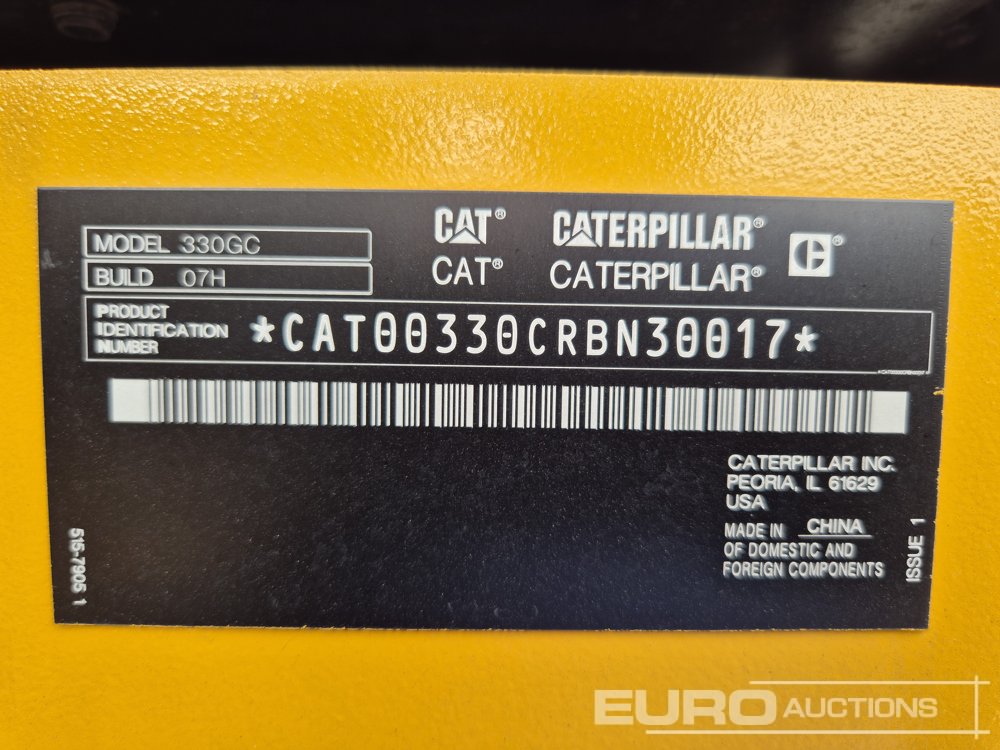 MODEL 330GC
BUILD 07H
CAT® CATERPILLAR® ®
CAT® CATERPILLAR®
PRODUCT
IDENTIFICATION
NUMBER
*CAT00330CRBN30017*
CATERPILLAR INC.
PEORIA, IL 61629
USA
MADE IN CHINA
OF DOMESTIC AND
FOREIGN COMPONENTS
515-7905 1
ISSUE 1
EURO AUCTIONS